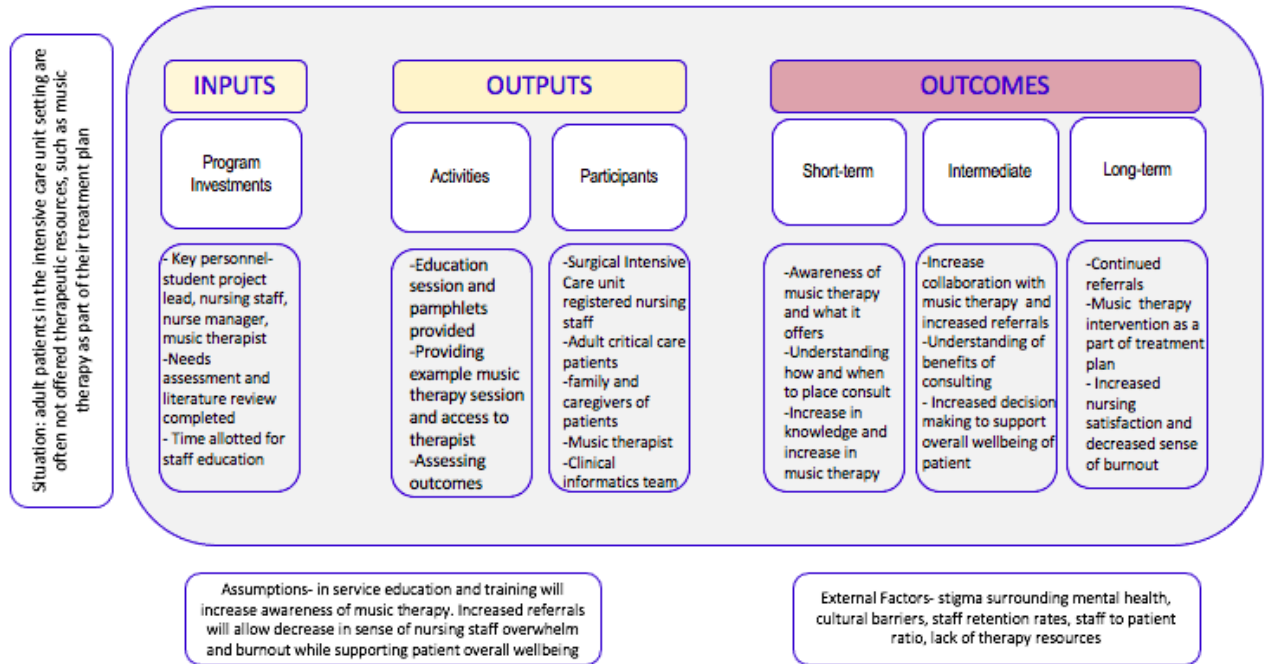 Situation: adult patients in the intensive care unit setting are
often not offered therapeutic resources, such as music
therapy as part of their treatment plan
INPUTS
Program
Investments
- Key personnel-
student project
lead, nursing staff,
nurse manager,
music therapist
-Needs
assessment and
literature review
completed
- Time allotted for
staff education
OUTPUTS
Activities
-Education
session and
pamphlets
provided
-Providing
example music
therapy session
and access to
therapist
-Assessing
outcomes
Participants
-Surgical Intensive
Care unit
registered nursing
staff
-Adult critical care
patients
-family and
caregivers of
patients
-Music therapist
-Clinical
informatics team
OUTCOMES
Short-term
-Awareness of
music therapy
and what it
offers
-Understanding
how and when
to place consult
-Increase in
knowledge and
increase in
music therapy
Intermediate
-Increase
collaboration with
music therapy and
increased referrals
-Understanding of
benefits of
consulting
- Increased decision
making to support
overall wellbeing of
patient
Long-term
-Continued
referrals
-Music therapy
intervention as a
part of treatment
plan
- Increased
nursing
satisfaction and
decreased sense
of burnout
Assumptions- in service education and training will
increase awareness of music therapy. Increased referrals
will allow decrease in sense of nursing staff overwhelm
and burnout while supporting patient overall wellbeing
External Factors- stigma surrounding mental health,
cultural barriers, staff retention rates, staff to patient
ratio, lack of therapy resources